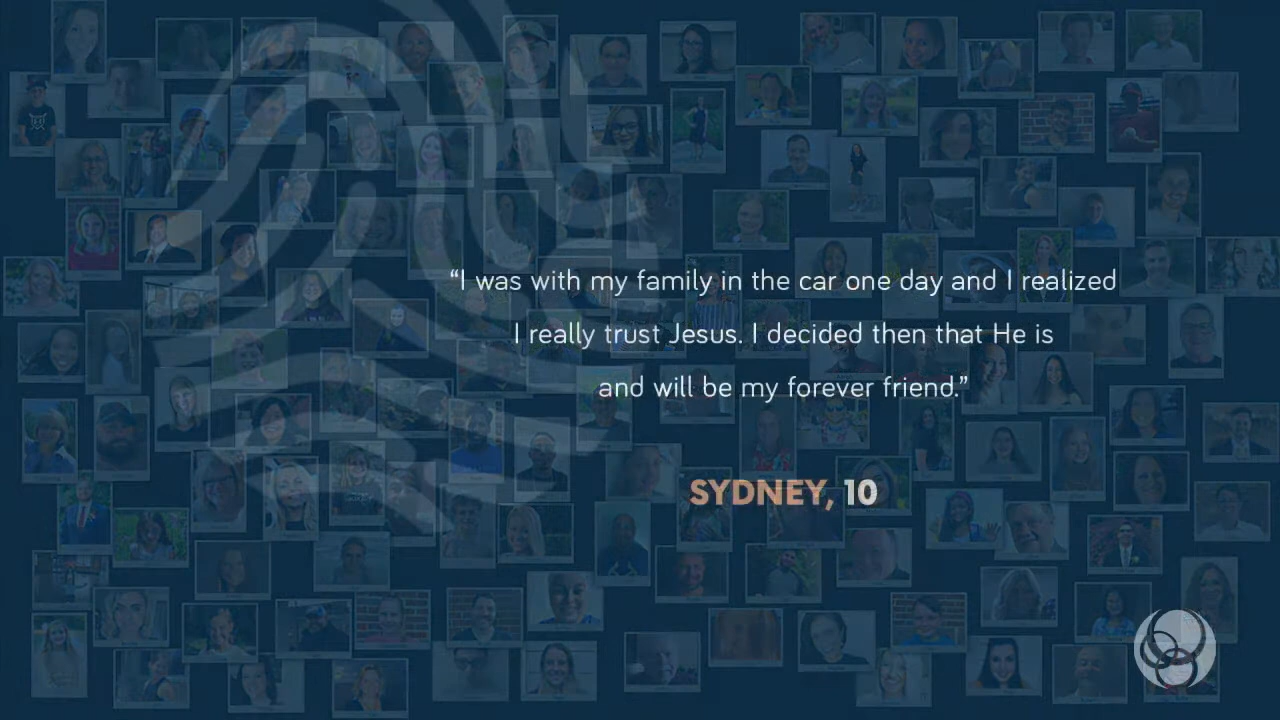 “I was with my family in the car one day and I realized
I really trust Jesus. I decided then that He is
and will be my forever friend.”
SYDNEY, 10